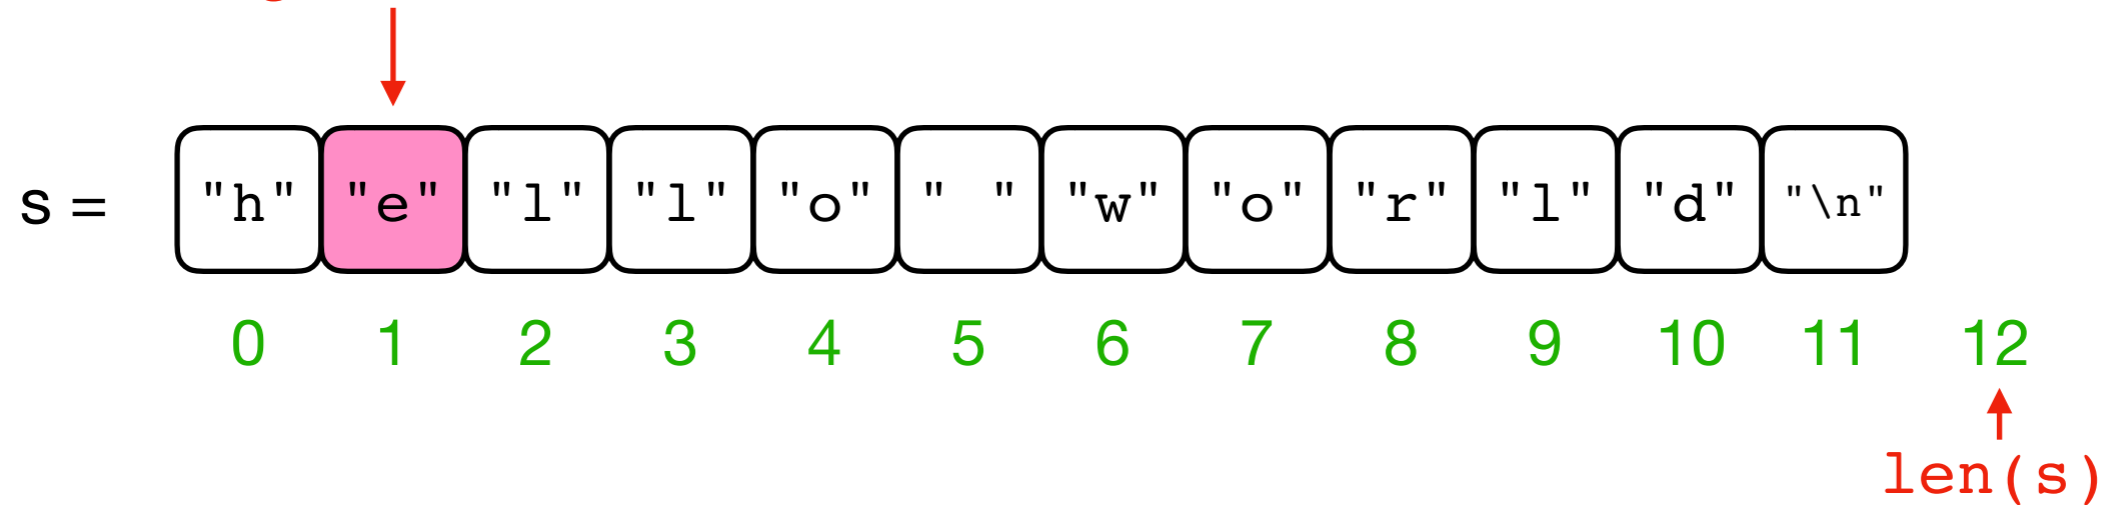 s = "h" "e" "l" "l" "o" " " "w" "o" "r" "l" "d" "\n"
0 1 2 3 4 5 6 7 8 9 10 11 12
len(s)